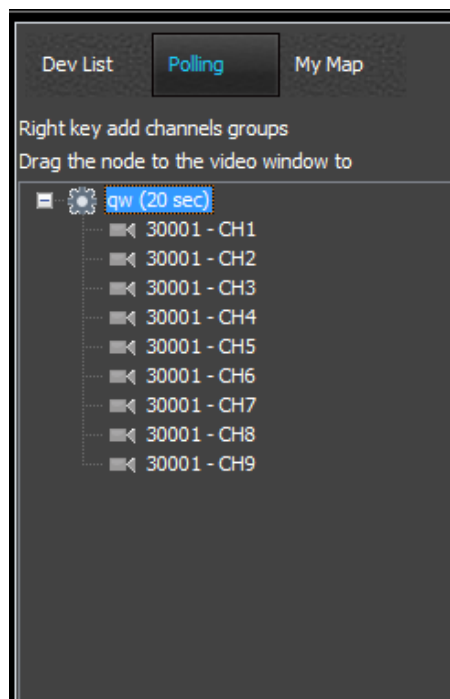 Dev List Polling My Map
Right key add channels groups
Drag the node to the video window to
qw (20 sec)
30001 - CH1
30001 - CH2
30001 - CH3
30001 - CH4
30001 - CH5
30001 - CH6
30001 - CH7
30001 - CH8
30001 - CH9